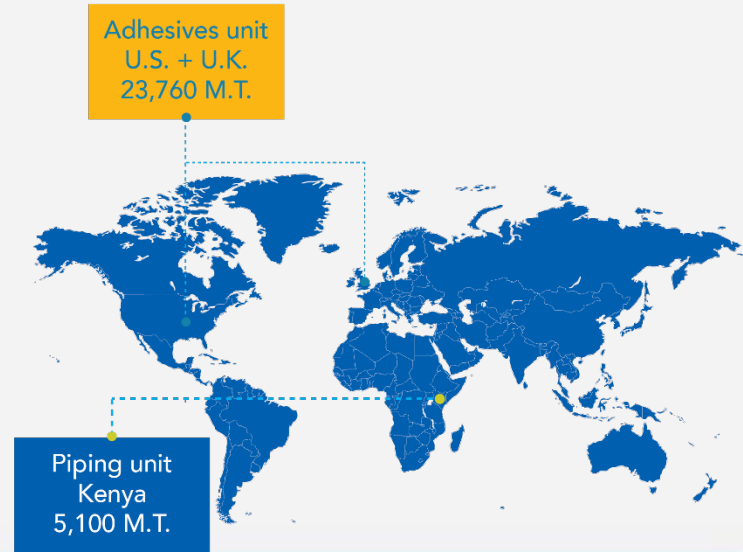 Adhesives unit
U.S. + U.K.
23,760 M.T.
Piping unit
Kenya
5,100 M.T.